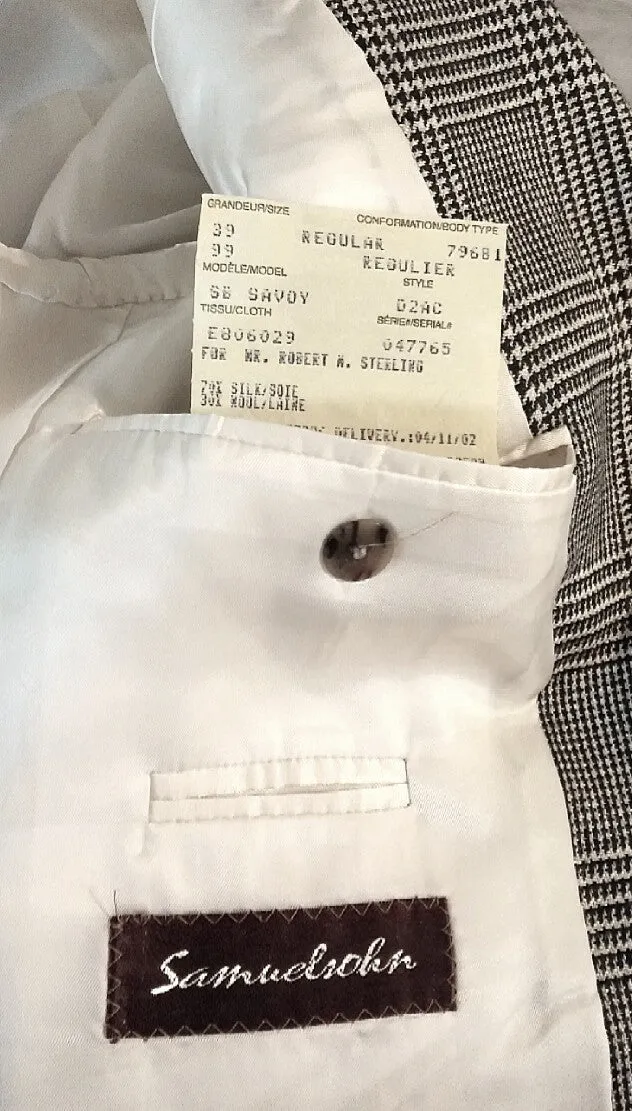 GRANDEUR/SIZE CONFORMATION/BODY TYPE
39 REGULAR 79681
39 REGULIER
MODÈLE/MODEL STYLE
SB SAVOY D2AC
TISSU/CLOTH SÉRIE#/SERIAL#
E806029 047765
FOR MR. ROBERT M. STERLING
70% SILK/SOIE
30% WOOL/LAINE
DELIVERY.:04/11/02
Samuelsohn